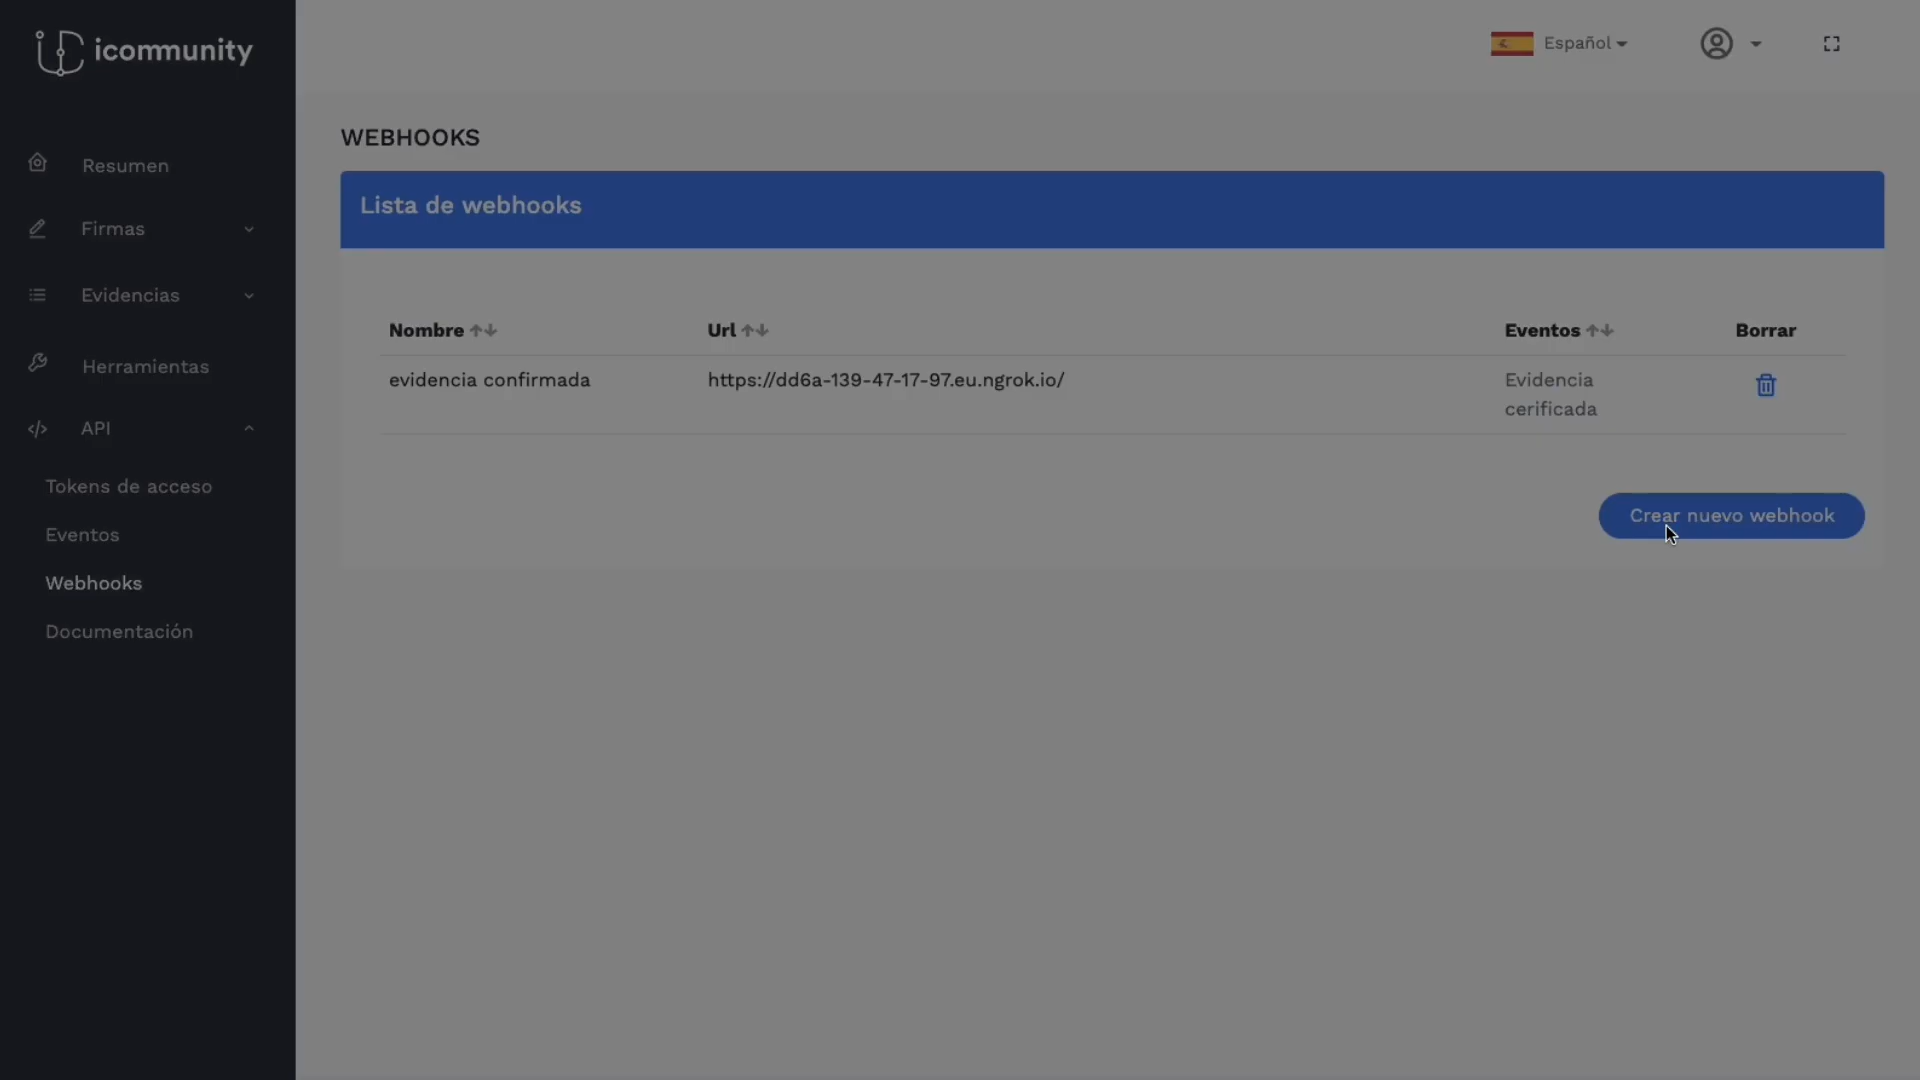 icommunity
Español
Resumen
Firmas
Evidencias
Herramientas
API
Tokens de acceso
Eventos
Webhooks
Documentación
WEBHOOKS
Lista de webhooks
Nombre Url Eventos Borrar
evidencia confirmada https://dd6a-139-47-17-97.eu.ngrok.io/ Evidencia
cerificada
Crear nuevo webhook